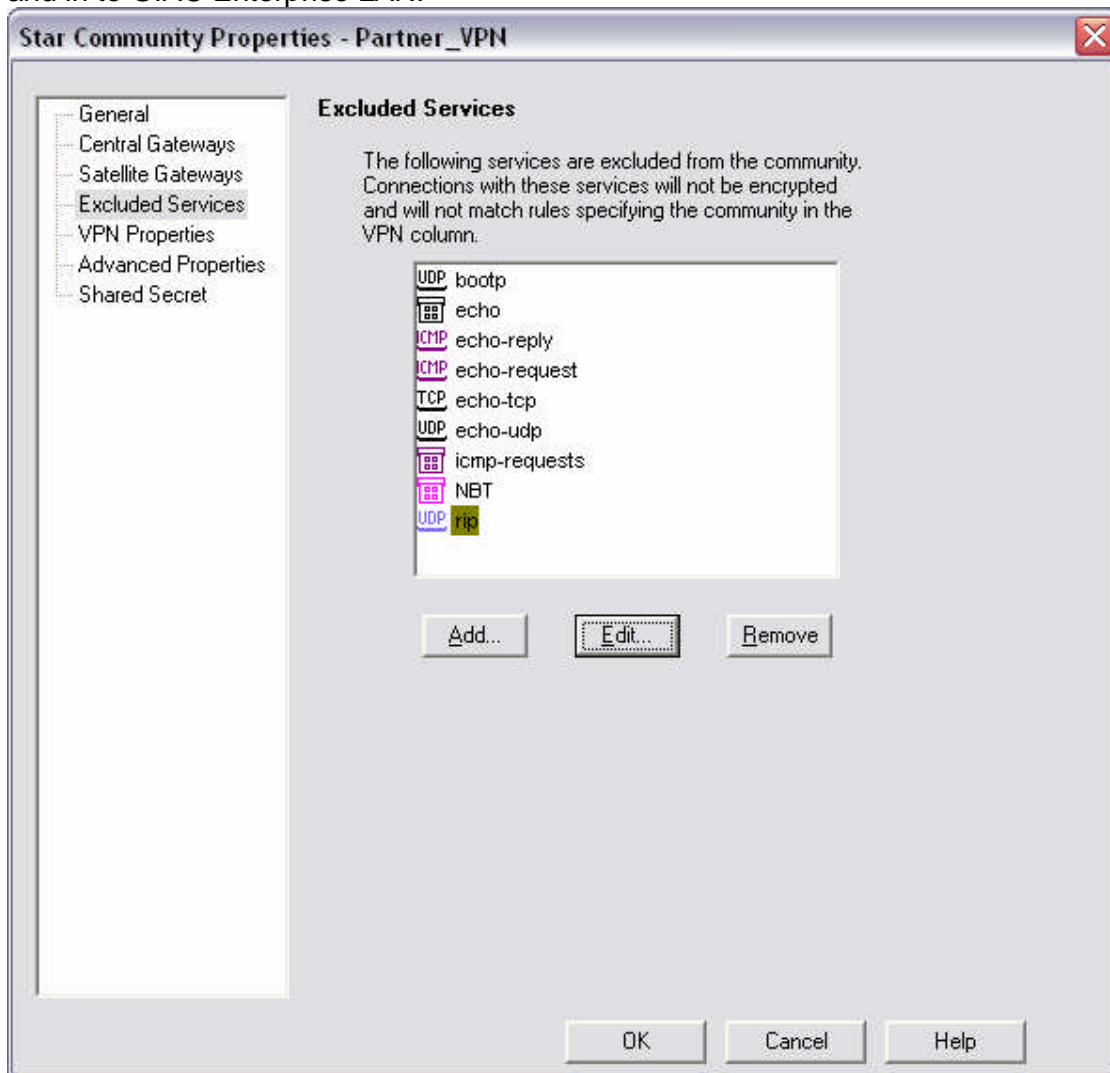 Star Community Properties - Partner_VPN
General
Central Gateways
Satellite Gateways
Excluded Services
VPN Properties
Advanced Properties
Shared Secret
Excluded Services
The following services are excluded from the community.
Connections with these services will not be encrypted
and will not match rules specifying the community in the
VPN column.
UDP bootp
echo
ICMP echo-reply
ICMP echo-request
TCP echo-tcp
UDP echo-udp
icmp-requests
NBT
UDP rip
Add...
Edit...
Remove
OK
Cancel
Help